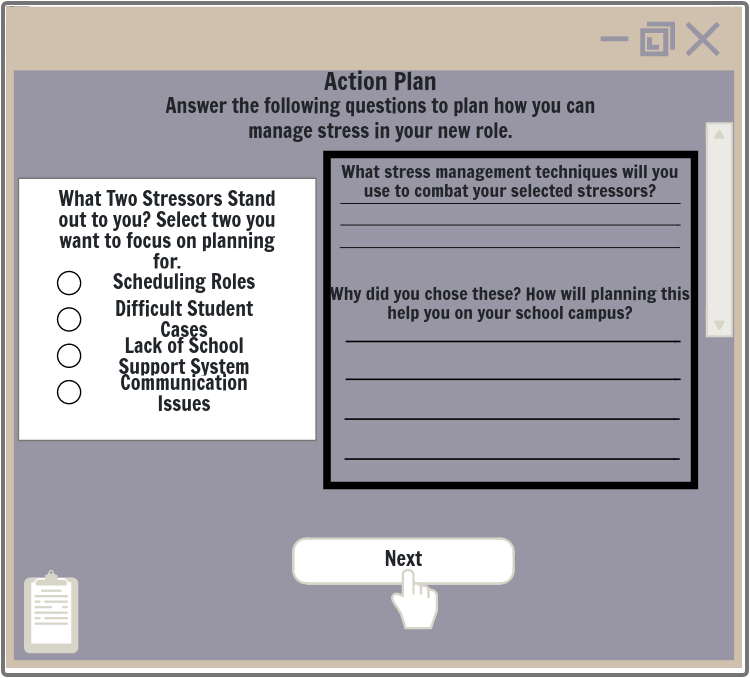 Action Plan
Answer the following questions to plan how you can
manage stress in your new role.
What Two Stressors Stand
out to you? Select two you
want to focus on planning
for.
Scheduling Roles
Difficult Student
Cases
Lack of School
Support System
Communication
Issues
What stress management techniques will you
use to combat your selected stressors?
Why did you chose these? How will planning this
help you on your school campus?
Next